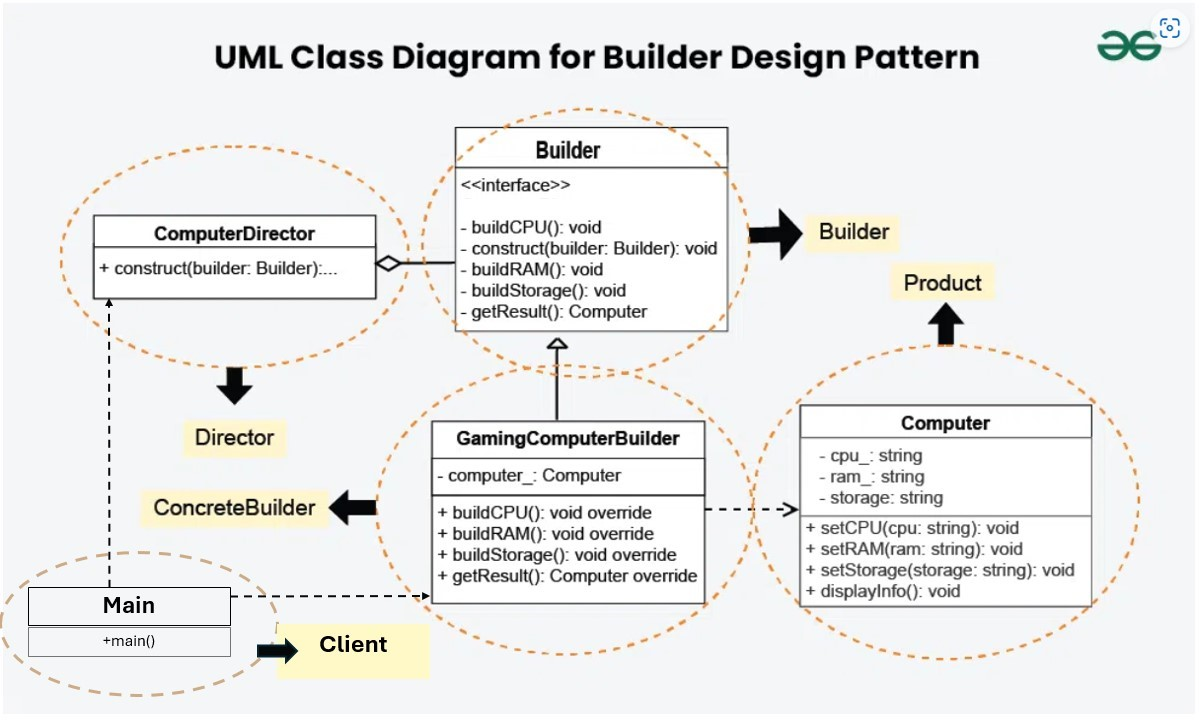 UML Class Diagram for Builder Design Pattern
Builder
<<interface>>
- buildCPU(): void
- construct(builder: Builder): void
- buildRAM(): void
- buildStorage(): void
- getResult(): Computer
Builder
ComputerDirector
+ construct(builder: Builder):...
Product
Director
GamingComputerBuilder
- computer_: Computer
+ buildCPU(): void override
+ buildRAM(): void override
+ buildStorage(): void override
+ getResult(): Computer override
ConcreteBuilder
Computer
- cpu_: string
- ram_: string
- storage: string
+ setCPU(cpu: string): void
+ setRAM(ram: string): void
+ setStorage(storage: string): void
+ displayInfo(): void
Main
+main()
Client